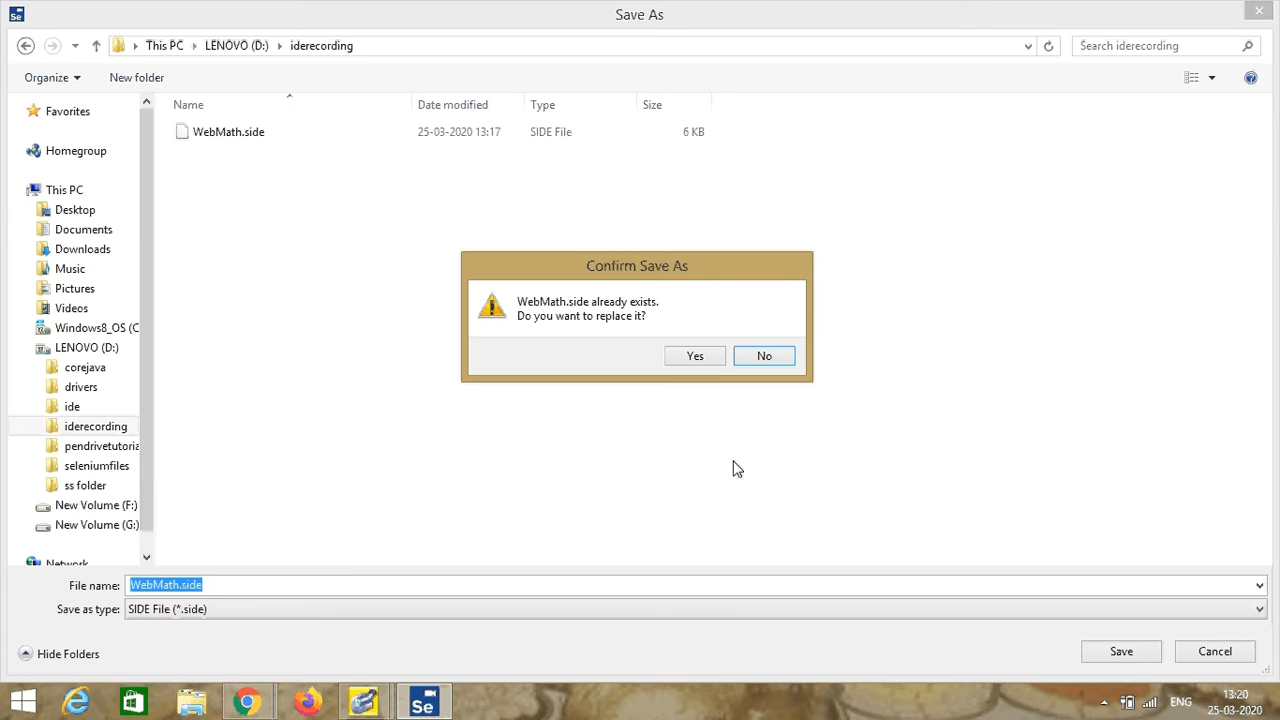 Se
Save As
This PC
LENOVO (D:)
iderecording
Search iderecording
Organize
New folder
Name
Date modified
Type
Size
WebMath.side
25-03-2020 13:17
SIDE File
6 KB
Favorites
Homegroup
This PC
Desktop
Documents
Downloads
Music
Pictures
Videos
Windows8_OS (C
LENOVO (D:)
corejava
drivers
ide
iderecording
pendrivetutoria
seleniumfiles
ss folder
New Volume (F:)
New Volume (G:)
Network
Confirm Save As
WebMath.side already exists.
Do you want to replace it?
Yes
No
File name:
WebMath.side
Save as type:
SIDE File (*.side)
Hide Folders
Save
Cancel
Se
ENG
13:20
25-03-2020